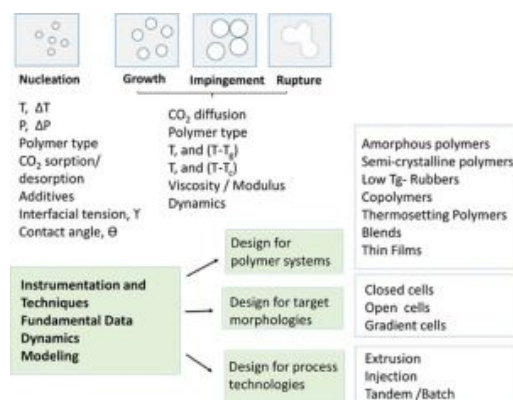 Nucleation
Growth
Impingement
Rupture
T, ΔT
P, ΔP
Polymer type
CO₂ sorption/
desorption
Additives
Interfacial tension, ϒ
Contact angle, Θ
CO₂ diffusion
Polymer type
T, and (T-Tg)
T, and (T-Tc)
Viscosity / Modulus
Dynamics
Instrumentation and
Techniques
Fundamental Data
Dynamics
Modeling
Design for
polymer systems
Design for target
morphologies
Design for process
technologies
Amorphous polymers
Semi-crystalline polymers
Low Tg- Rubbers
Copolymers
Thermosetting Polymers
Blends
Thin Films
Closed cells
Open cells
Gradient cells
Extrusion
Injection
Tandem /Batch